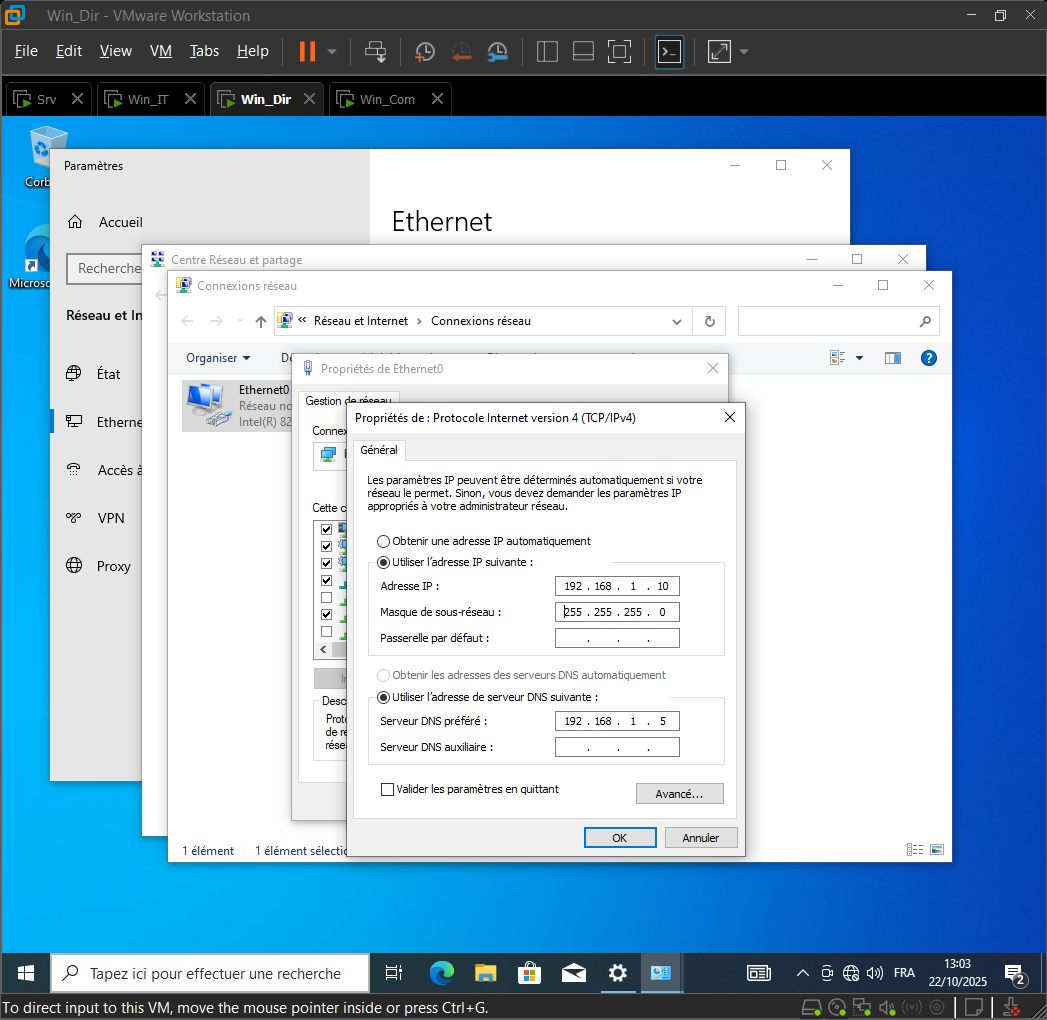 Win_Dir - VMware Workstation
File Edit View VM Tabs Help
Srv Win_IT Win_Dir Win_Com
Paramètres
Accueil
Ethernet
Recherche
Centre Réseau et partage
Connexions réseau
Réseau et In
« Réseau et Internet › Connexions réseau
Organiser
État
Propriétés de Ethernet0
Ethernet0
Réseau no
Intel(R) 82
Etherne
Accès à
VPN
Proxy
Gestion de réseau
Connex
Cette c
Desc
Proto
de ré
rése
Propriétés de : Protocole Internet version 4 (TCP/IPv4)
Général
Les paramètres IP peuvent être déterminés automatiquement si votre
réseau le permet. Sinon, vous devez demander les paramètres IP
appropriés à votre administrateur réseau.
Obtenir une adresse IP automatiquement
Utiliser l'adresse IP suivante :
Adresse IP : 192 . 168 . 1 . 10
Masque de sous-réseau : 255 . 255 . 255 . 0
Passerelle par défaut : . . .
Obtenir les adresses des serveurs DNS automatiquement
Utiliser l'adresse de serveur DNS suivante :
Serveur DNS préféré : 192 . 168 . 1 . 5
Serveur DNS auxiliaire : . . .
Valider les paramètres en quittant
Avancé...
OK Annuler
1 élément 1 élément sélectio
Corb
Microso
Tapez ici pour effectuer une recherche
FRA
13:03
22/10/2025
2
To direct input to this VM, move the mouse pointer inside or press Ctrl+G.